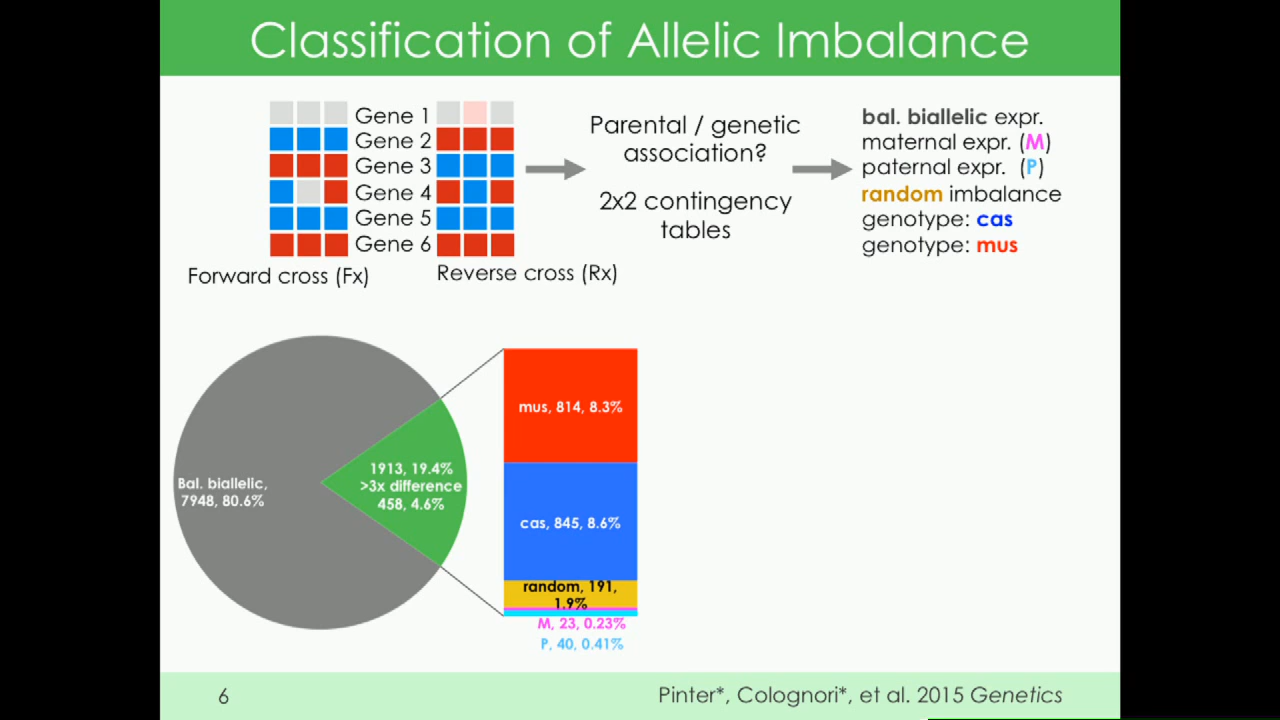 Classification of Allelic Imbalance
Gene 1
Gene 2
Gene 3
Gene 4
Gene 5
Gene 6
Forward cross (Fx)
Reverse cross (Rx)
Parental / genetic
association?
2x2 contingency
tables
bal. biallelic expr.
maternal expr. (M)
paternal expr. (P)
random imbalance
genotype: cas
genotype: mus
Bal. biallelic,
7948, 80.6%
1913, 19.4%
>3x difference
458, 4.6%
mus, 814, 8.3%
cas, 845, 8.6%
random, 191,
1.9%
M, 23, 0.23%
P, 40, 0.41%
6
Pinter*, Colognori*, et al. 2015 Genetics